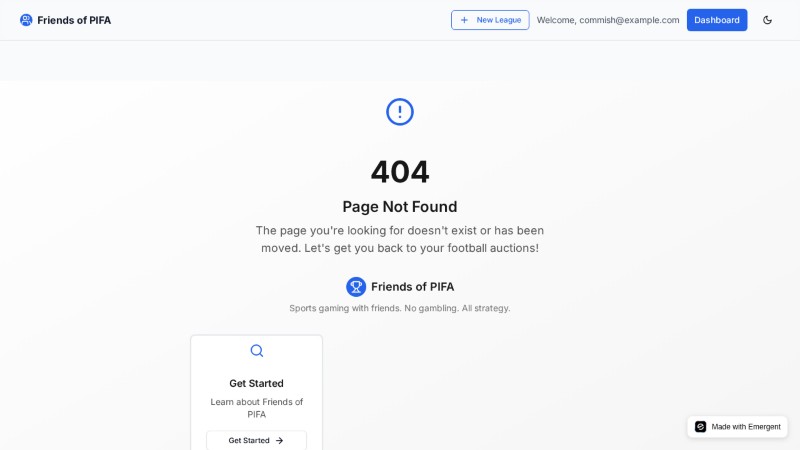 Friends of PIFA
New League
Welcome, commish@example.com
Dashboard
404
Page Not Found
The page you're looking for doesn't exist or has been
moved. Let's get you back to your football auctions!
Friends of PIFA
Sports gaming with friends. No gambling. All strategy.
Get Started
Learn about Friends of
PIFA
Get Started
Made with Emergent